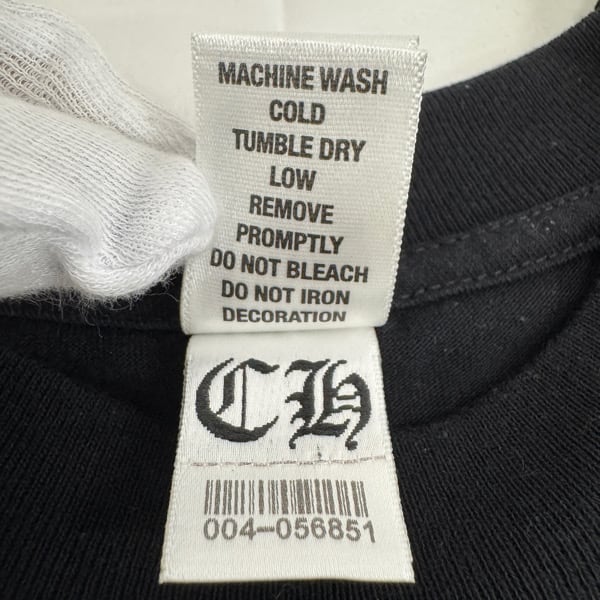 MACHINE WASH
COLD
TUMBLE DRY
LOW
REMOVE
PROMPTLY
DO NOT BLEACH
DO NOT IRON
DECORATION
CH
004-056851